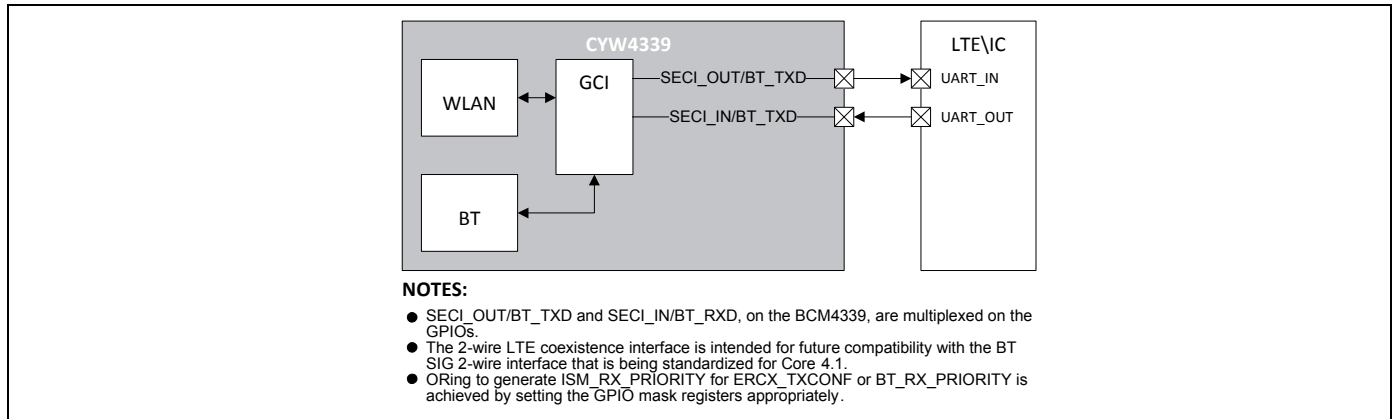 CYW4339
LTE\IC
WLAN
GCI
SECI_OUT/BT_TXD
UART_IN
SECI_IN/BT_TXD
UART_OUT
BT
NOTES:
● SECI_OUT/BT_TXD and SECI_IN/BT_RXD, on the BCM4339, are multiplexed on the
GPIOs.
● The 2-wire LTE coexistence interface is intended for future compatibility with the BT
SIG 2-wire interface that is being standardized for Core 4.1.
● ORing to generate ISM_RX_PRIORITY for ERCX_TXCONF or BT_RX_PRIORITY is
achieved by setting the GPIO mask registers appropriately.